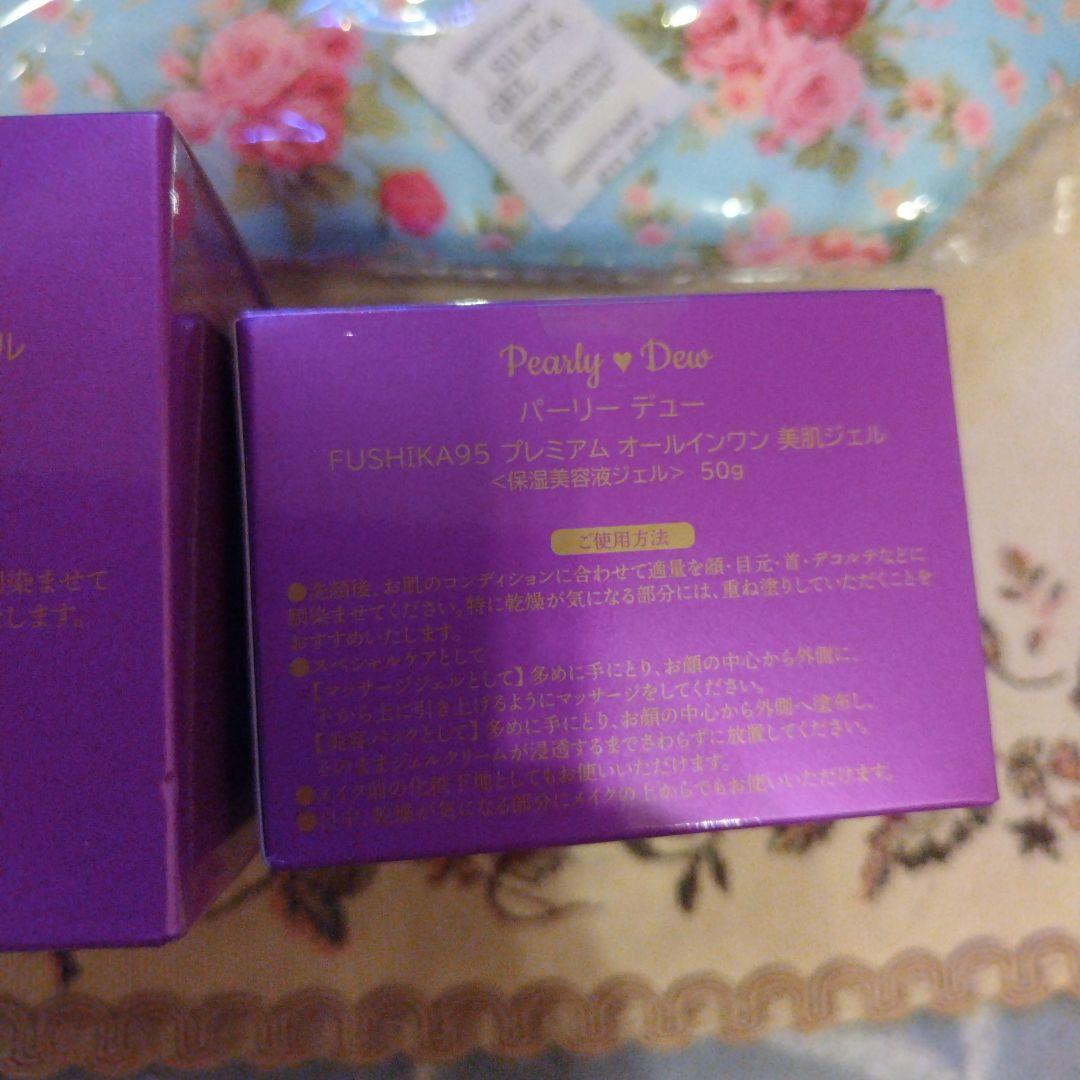 SILICA
GEL
ル
染ませて
します。
Pearly ♥ Dew
パーリー デュー
FUSHIKA95 プレミアム オールインワン 美肌ジェル
<保湿美容液ジェル> 50g
ご使用方法
●洗顔後、お肌のコンディションに合わせて適量を顔・目元・首・デコルテなどに
馴染ませてください。特に乾燥が気になる部分には、重ね塗りしていただくことを
おすすめいたします。
●スペシャルケアとして
【マッサージジェルとして】多めに手にとり、お顔の中心から外側に、
下から上に引き上げるようにマッサージをしてください。
【美容パックとして】多めに手にとり、お顔の中心から外側へ塗布し、
そのままジェルクリームが浸透するまでさわらずに放置してください。
●メイク前の化粧下地としてもお使いいただけます。
●日中、乾燥が気になる部分にメイクの上からでもお使いいただけます。